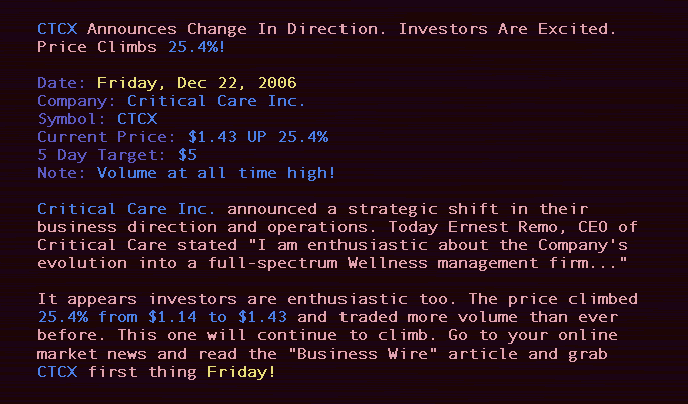 CTCX Announces Change In Direction. Investors Are Excited.
Price Climbs 25.4%!
Date: Friday, Dec 22, 2006
Company: Critical Care Inc.
Symbol: CTCX
Current Price: $1.43 UP 25.4%
5 Day Target: $5
Note: Volume at all time high!
Critical Care Inc. announced a strategic shift in their
business direction and operations. Today Ernest Remo, CEO of
Critical Care stated "I am enthusiastic about the Company's
evolution into a full-spectrum Wellness management firm..."
It appears investors are enthusiastic too. The price climbed
25.4% from $1.14 to $1.43 and traded more volume than ever
before. This one will continue to climb. Go to your online
market news and read the "Business Wire" article and grab
CTCX first thing Friday!